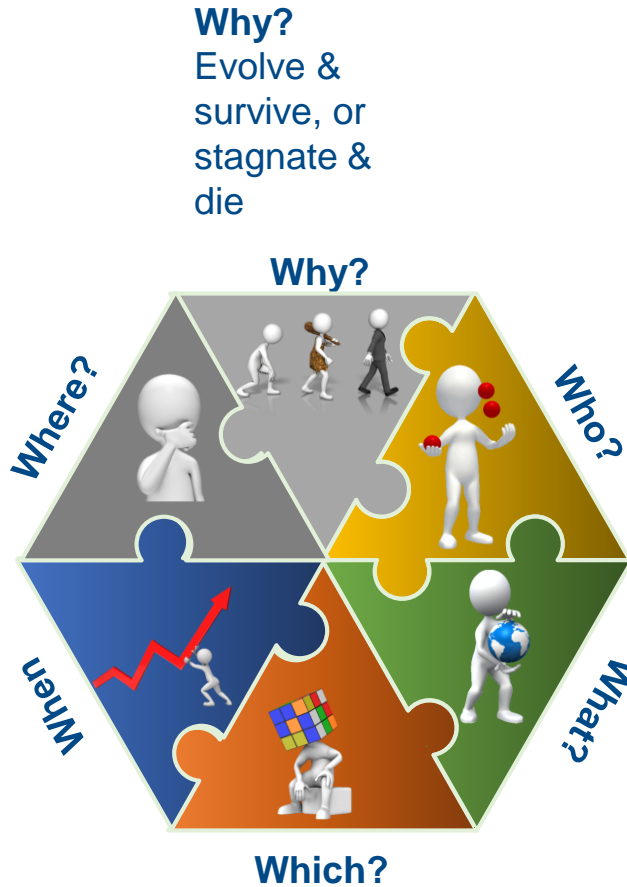 Why?
Evolve &
survive, or
stagnate &
die
Why?
Where?
Who?
When
What?
Which?